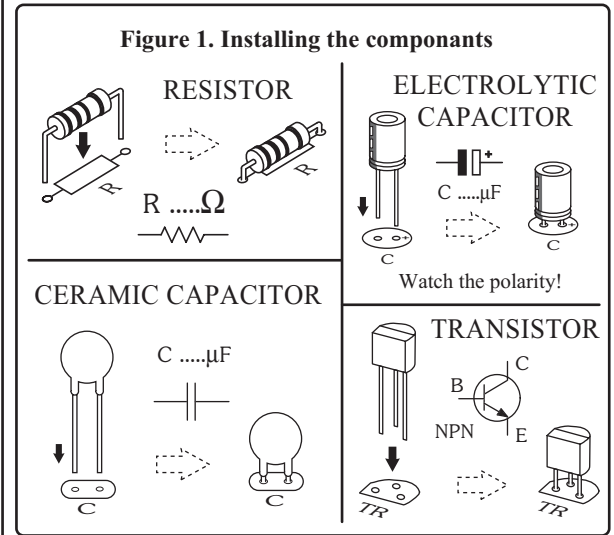 Figure 1. Installing the componants
RESISTOR
R
R
R .....Ω
ELECTROLYTIC
CAPACITOR
+
C .....µF
+
C
+
C
Watch the polarity!
CERAMIC CAPACITOR
C .....µF
C
C
TRANSISTOR
C
B
E
NPN
TR
TR